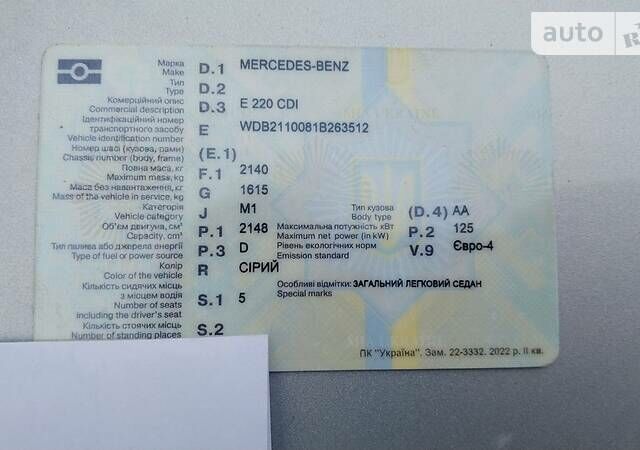 auto
Марка
Make D.1 MERCEDES-BENZ
Тип
Type D.2
Комерційний опис
Commercial description D.3 E 220 CDI
Ідентифікаційний номер
транспортного засобу
Vehicle identification number E WDB2110081B263512
Номер шасі (кузова, рами)
Chassis number (body, frame) (E.1)
Повна маса, кг
Maximum mass, kg F.1 2140
Маса без навантаження, кг
Mass of the vehicle in service, kg G 1615
Категорія
Vehicle category J M1 Тип кузова
Body type (D.4) АА
Об'єм двигуна, см³
Capacity, cm³ P.1 2148 Максимальна потужність кВт
Maximum net power (in kW) P.2 125
Тип пальна або джерела енергії
Type of fuel or power source P.3 D Рівень екологічних норм
Emission standard V.9 Євро-4
Колір
Color of the vehicle R СІРИЙ
Кількість сидячих місць
з місцем водія
Number of seats
including the driver's seat S.1 5 Особливі відмітки: ЗАГАЛЬНИЙ ЛЕГКОВИЙ СЕДАН
Special marks
Кількість стоячих місць
Number of standing places S.2
ПК "Україна". Зам. 22-3332. 2022 р. ІІ кв.